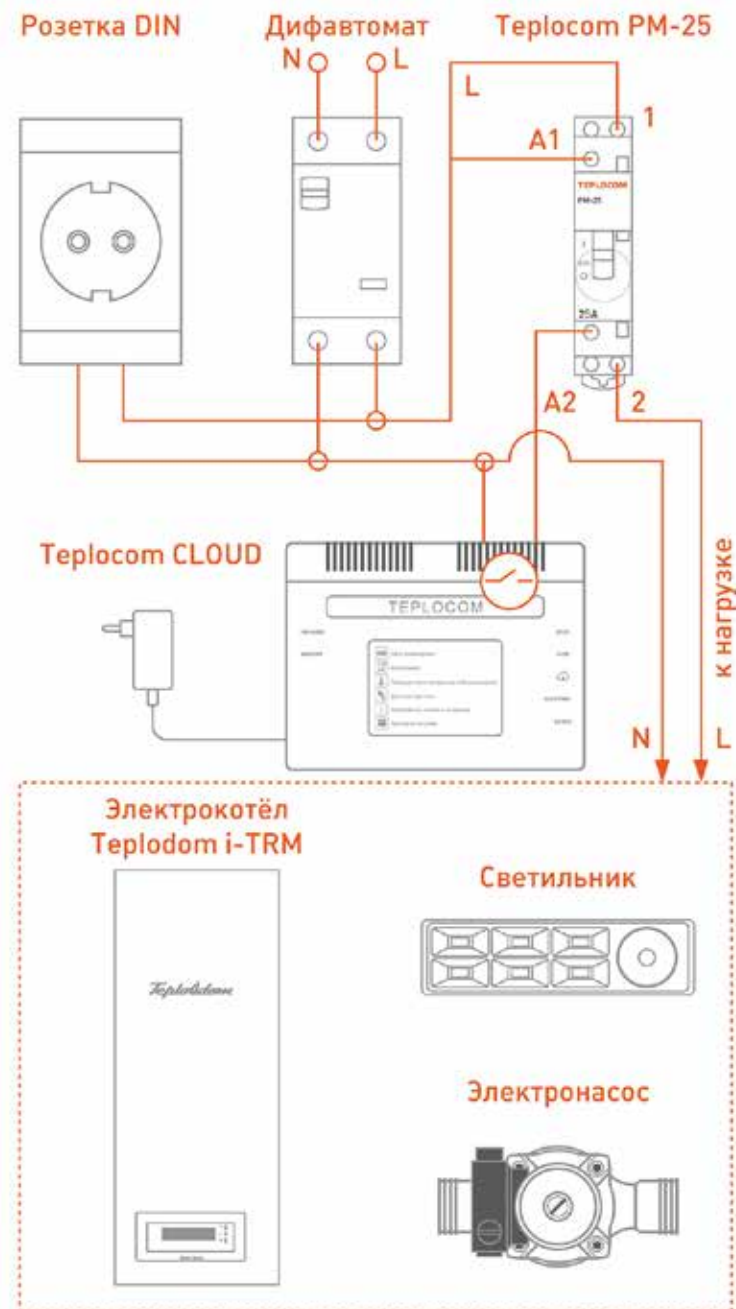 Розетка DIN
Дифавтомат
Teplocom PM-25
N
L
L
1
A1
TEPLOCOM
PM-25
25A
A2
2
Teplocom CLOUD
TEPLOCOM
к нагрузке
N
L
Электрокотёл
Teplodom i-TRM
Teplodom
Светильник
Электронасос